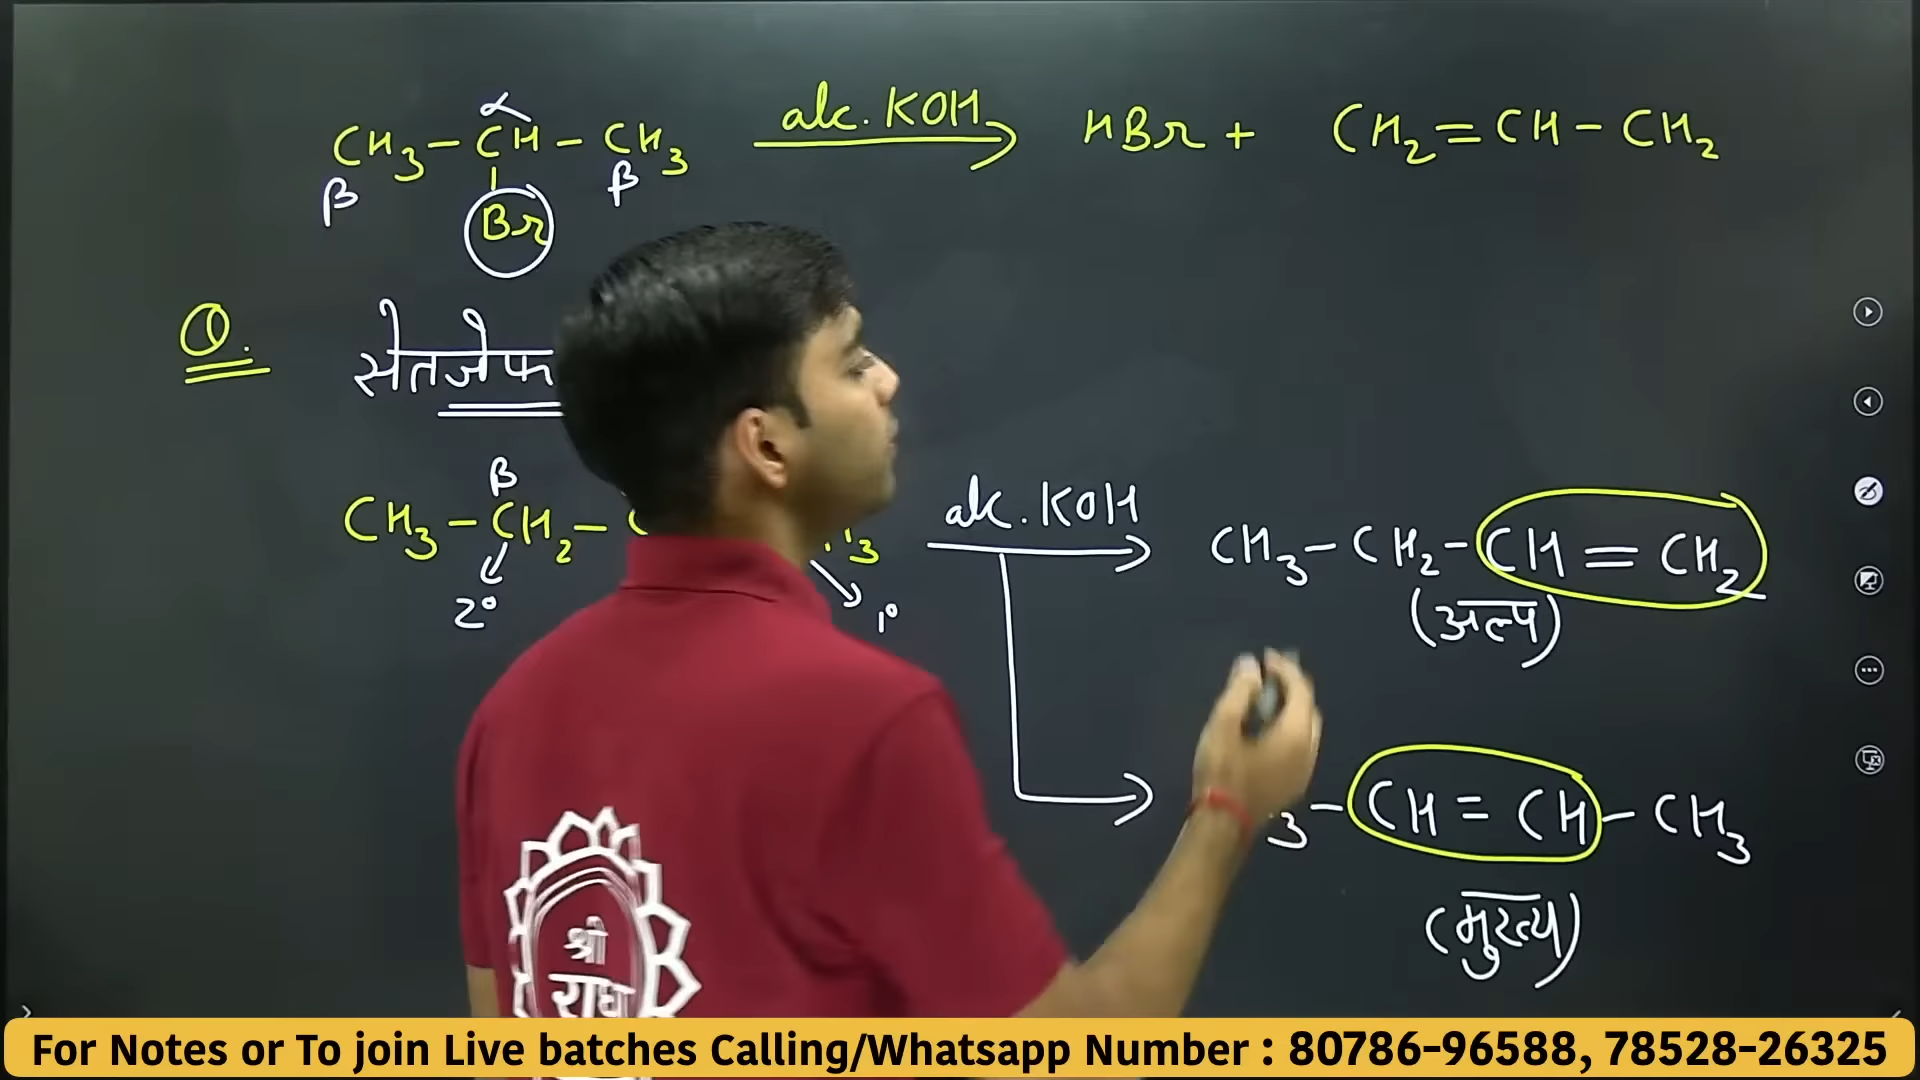 α
CH3 – CH – CH3 alc. KOH HBr + CH2 = CH – CH2
β Br β
Q. सेतजेफ
β
CH3 – CH2 – 3 alc. KOH CH3 – CH2 – CH = CH2
2° 1° (अल्प)
3 – CH = CH – CH3
(मुख्य)
श्री
राधे
For Notes or To join Live batches Calling/Whatsapp Number : 80786-96588, 78528-26325